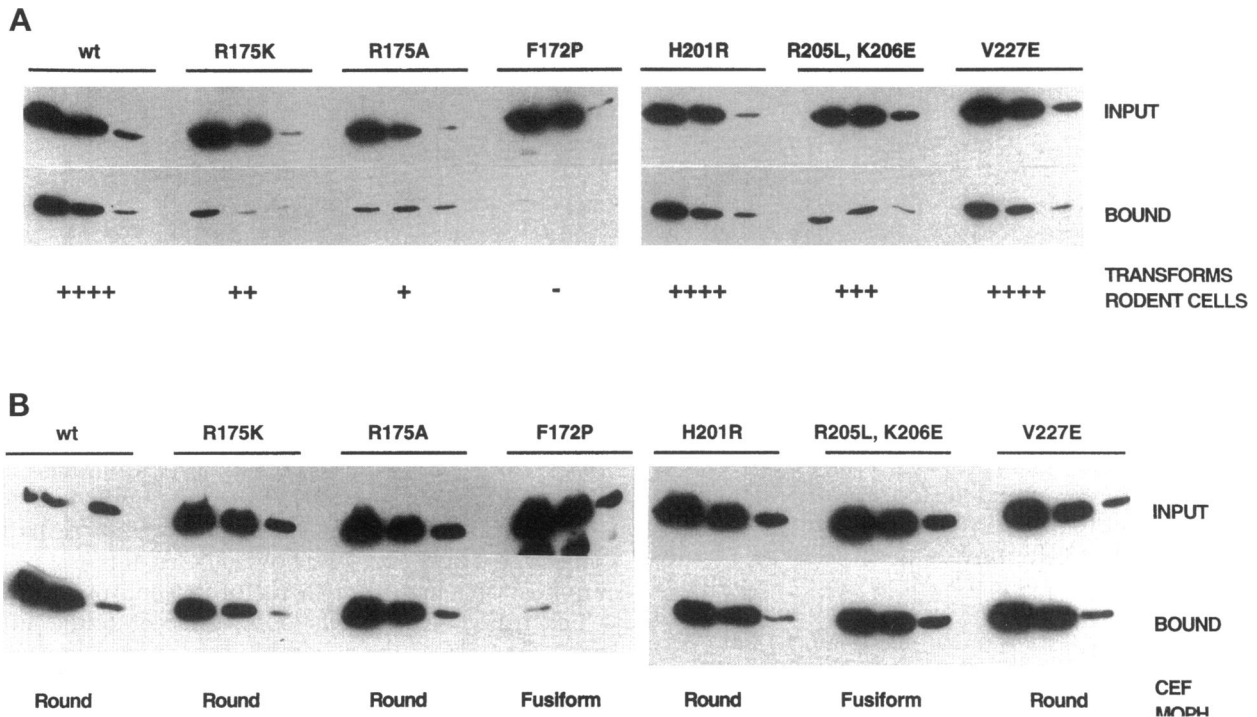 A
wt R175K R175A F172P H201R R205L, K206E V227E
INPUT
BOUND
++++ ++ + - ++++ +++ ++++
TRANSFORMS
RODENT CELLS
B
wt R175K R175A F172P H201R R205L, K206E V227E
INPUT
BOUND
Round Round Round Fusiform Round Fusiform Round
CEF
MORPH